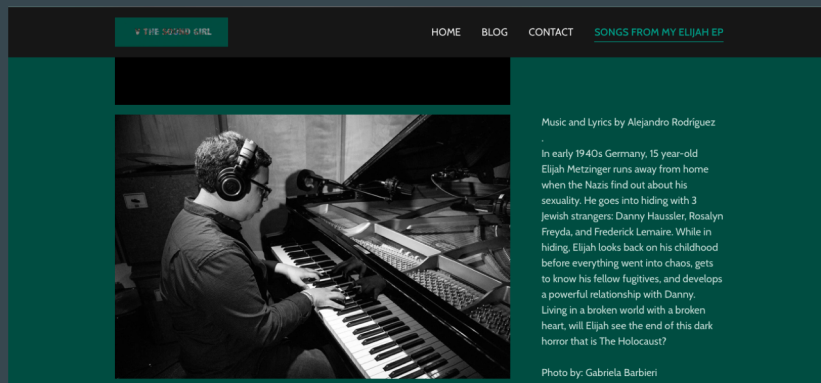 THE SOUND GIRL
HOME BLOG CONTACT SONGS FROM MY ELIJAH EP
Music and Lyrics by Alejandro Rodriguez
.
In early 1940s Germany, 15 year-old
Elijah Metzinger runs away from home
when the Nazis find out about his
sexuality. He goes into hiding with 3
Jewish strangers: Danny Haussler, Rosalyn
Freyda, and Frederick Lemaire. While in
hiding, Elijah looks back on his childhood
before everything went into chaos, gets
to know his fellow fugitives, and develops
a powerful relationship with Danny.
Living in a broken world with a broken
heart, will Elijah see the end of this dark
horror that is The Holocaust?
Photo by: Gabriela Barbieri